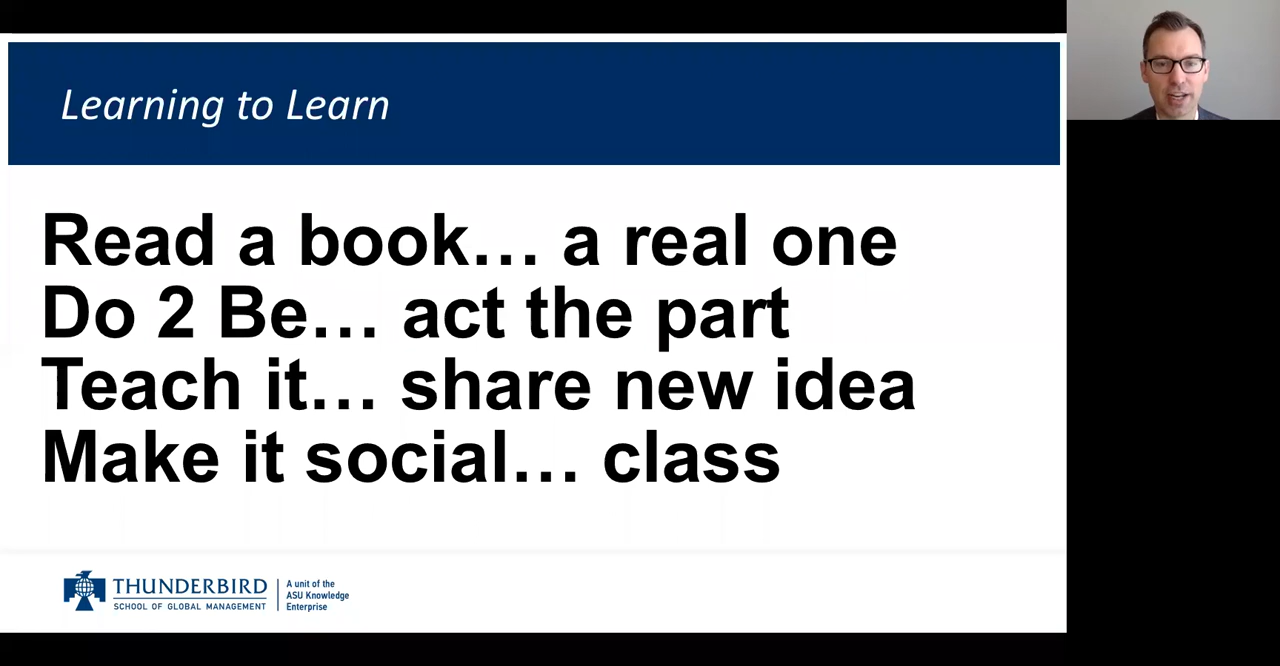 Learning to Learn
Read a book… a real one
Do 2 Be… act the part
Teach it… share new idea
Make it social… class
THUNDERBIRD
SCHOOL OF GLOBAL MANAGEMENT
A unit of the
ASU Knowledge
Enterprise